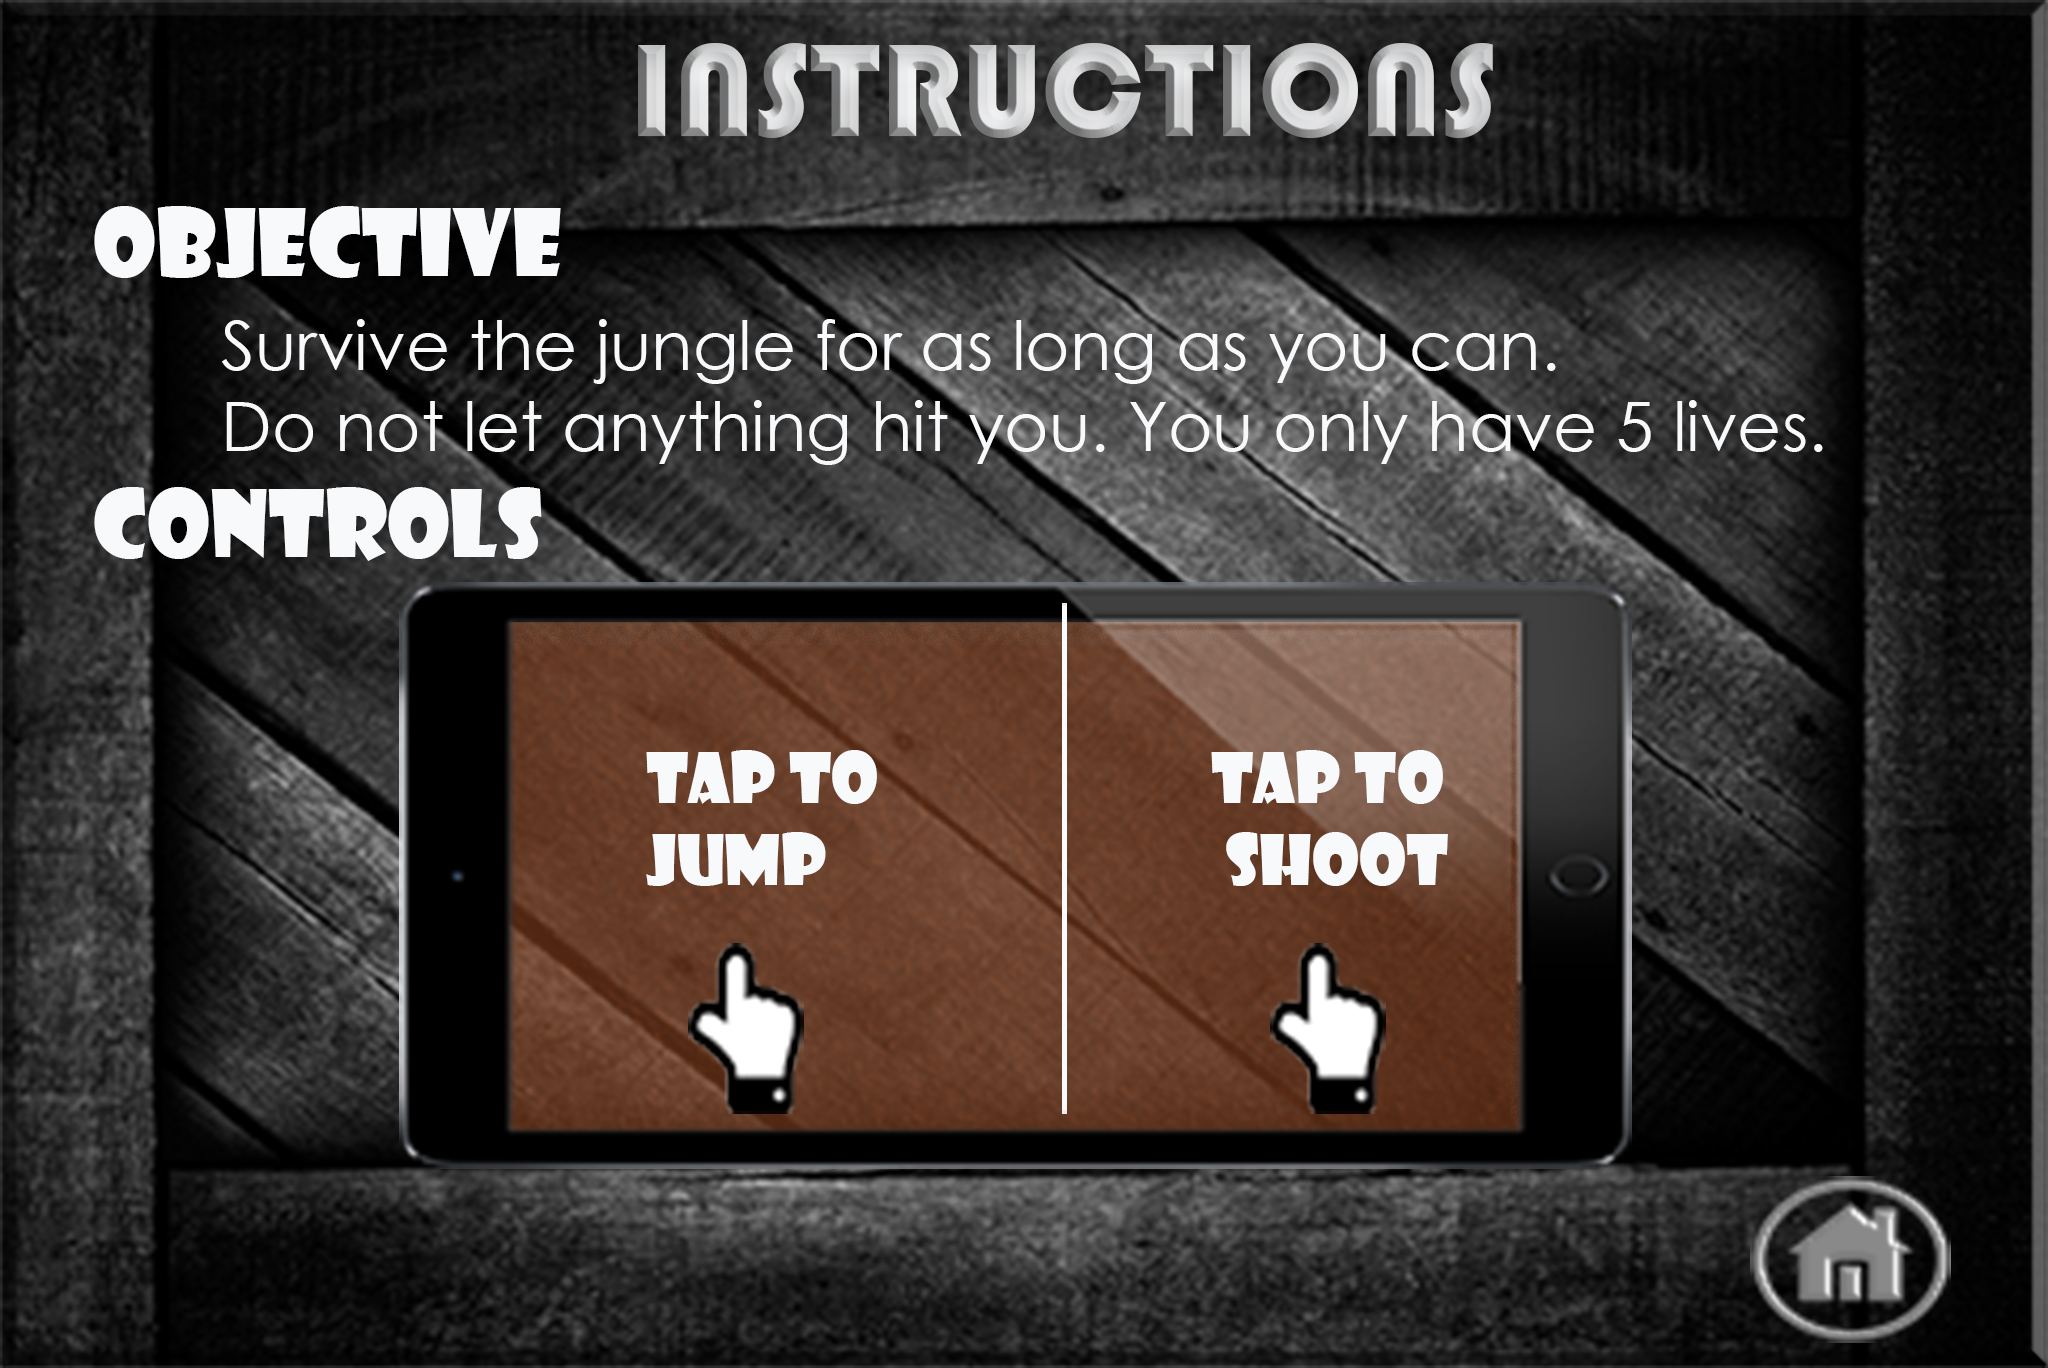 INSTRUCTIONS
OBJECTIVE
Survive the jungle for as long as you can.
Do not let anything hit you. You only have 5 lives.
CONTROLS
TAP TO
JUMP
TAP TO
SHOOT